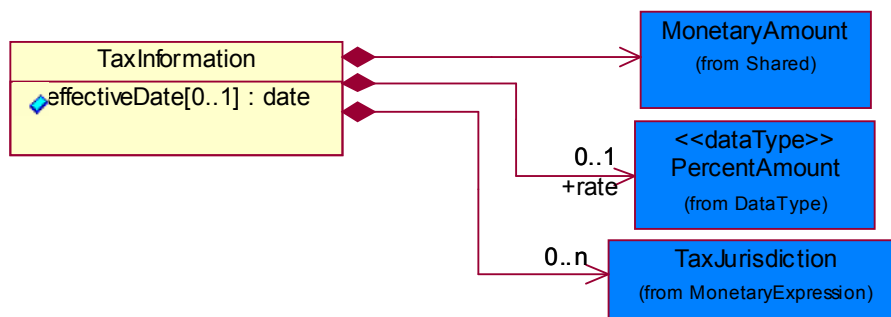 TaxInformation
effectiveDate[0..1] : date
MonetaryAmount
(from Shared)
0..1
+rate
<<dataType>>
PercentAmount
(from DataType)
0..n
TaxJurisdiction
(from MonetaryExpression)